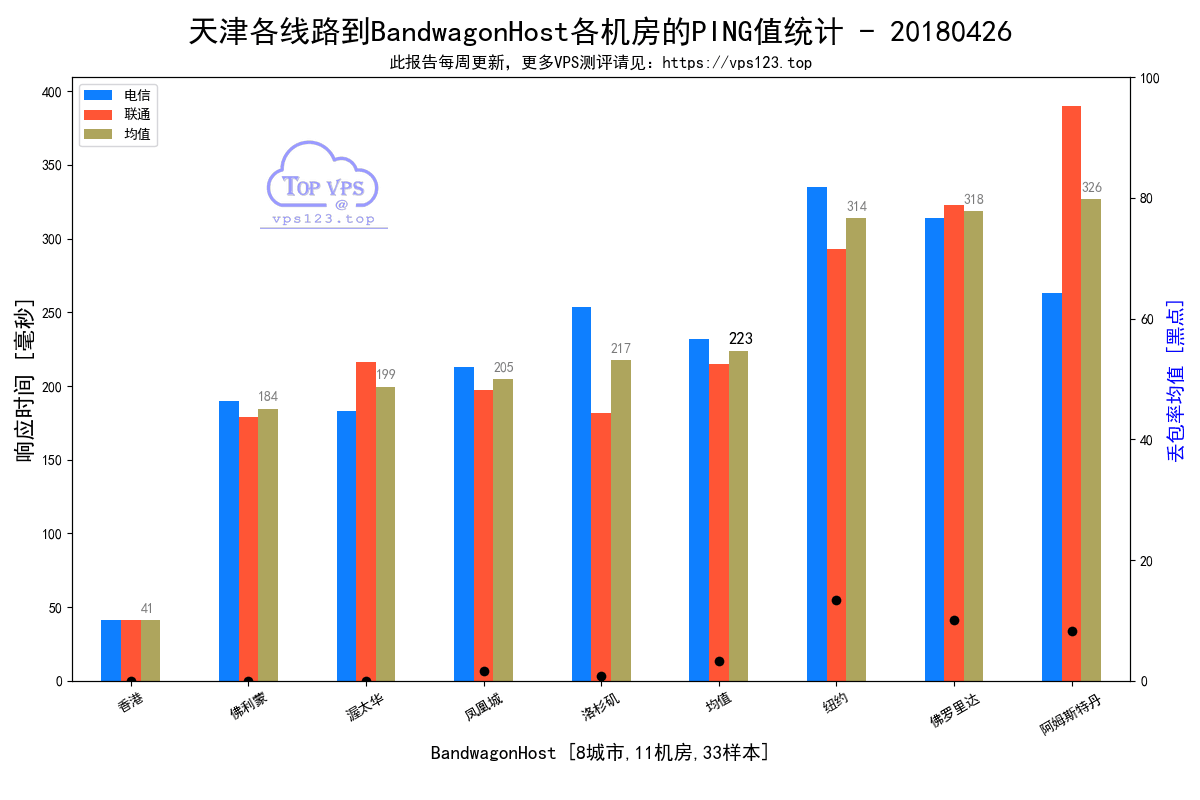 天津各线路到BandwagonHost各机房的PING值统计 - 20180426
此报告每周更新，更多VPS测评请见：https://vps123.top
电信
联通
均值
TOP VPS
@
vps123.top
响应时间 [毫秒]
400
350
300
250
200
150
100
50
0
41
184
199
205
217
223
314
318
326
100
80
60
40
20
0
丢包率均值 [黑点]
香港
佛利蒙
渥太华
凤凰城
洛杉矶
均值
纽约
佛罗里达
阿姆斯特丹
BandwagonHost [8城市,11机房,33样本]